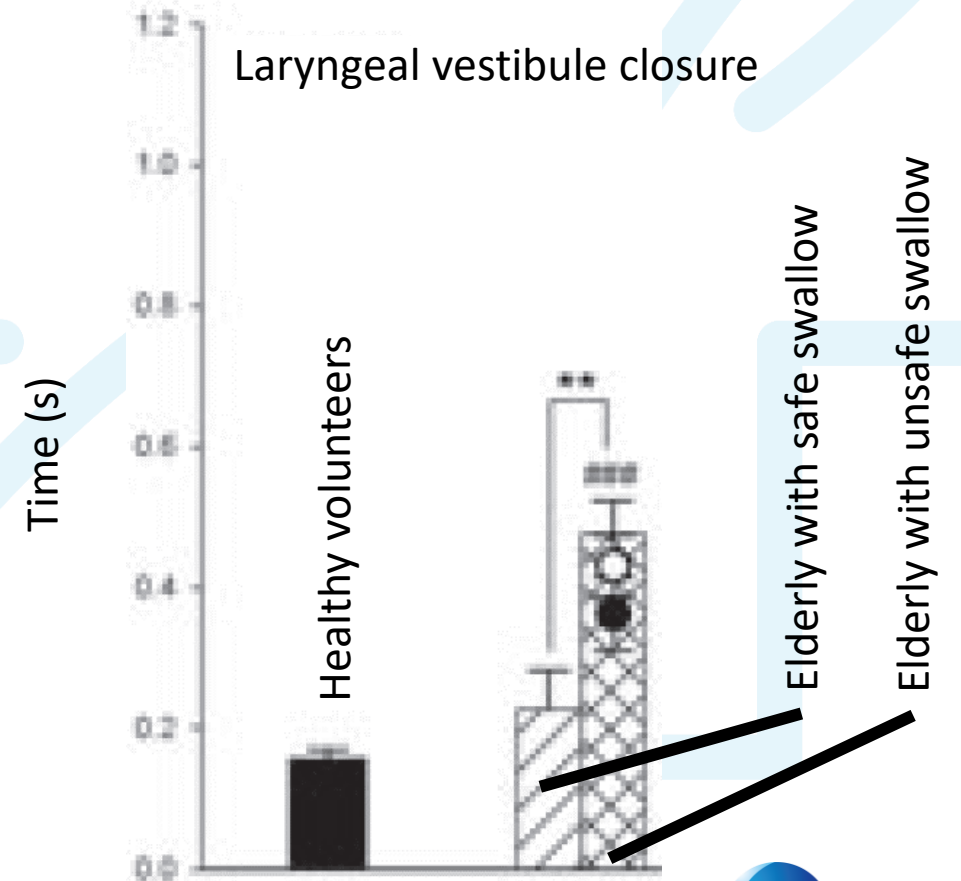 Laryngeal vestibule closure
Time (s)
1.2
1.0
0.8
0.6
0.4
0.2
0.0
Healthy volunteers
**
###
Elderly with safe swallow
Elderly with unsafe swallow